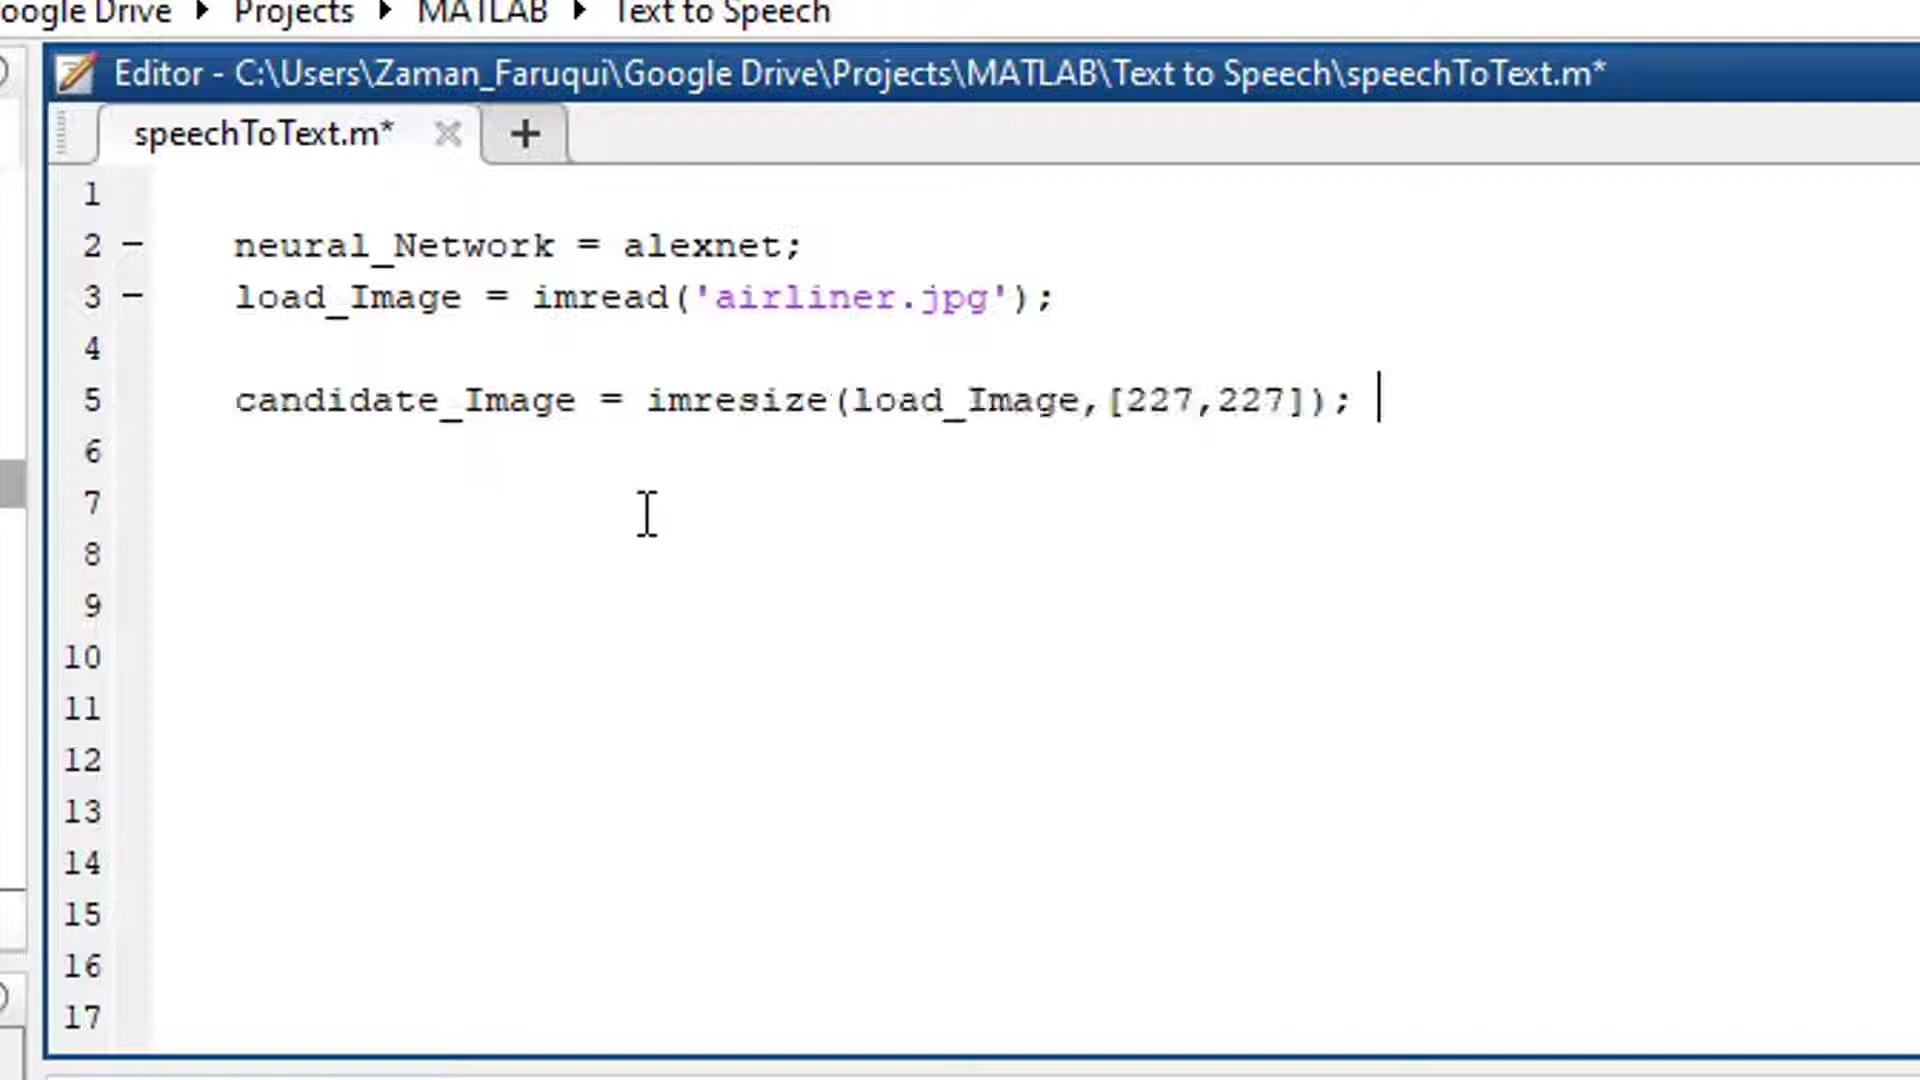 oogle Drive ▸ Projects ▸ MATLAB ▸ Text to Speech
Editor - C:\Users\Zaman_Faruqui\Google Drive\Projects\MATLAB\Text to Speech\speechToText.m*
speechToText.m* +
1
2 – neural_Network = alexnet;
3 – load_Image = imread('airliner.jpg');
4
5 candidate_Image = imresize(load_Image,[227,227]);
6
7
8
9
10
11
12
13
14
15
16
17